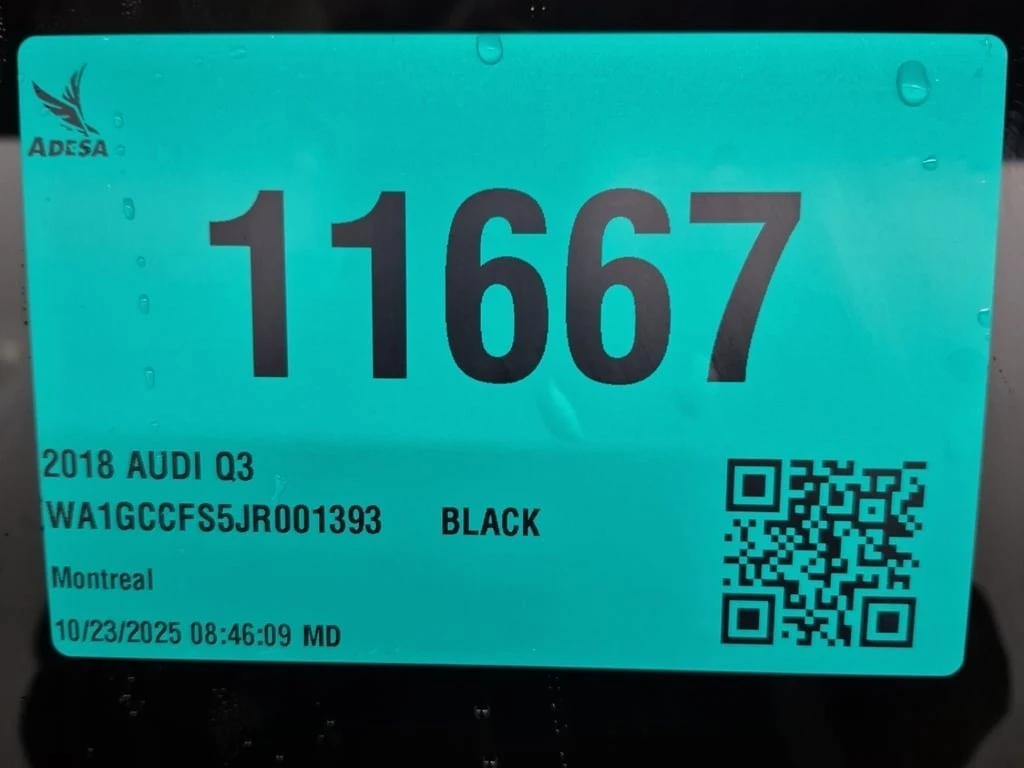 ADESA
11667
2018 AUDI Q3
WA1GCCFS5JR001393 BLACK
Montreal
10/23/2025 08:46:09 MD